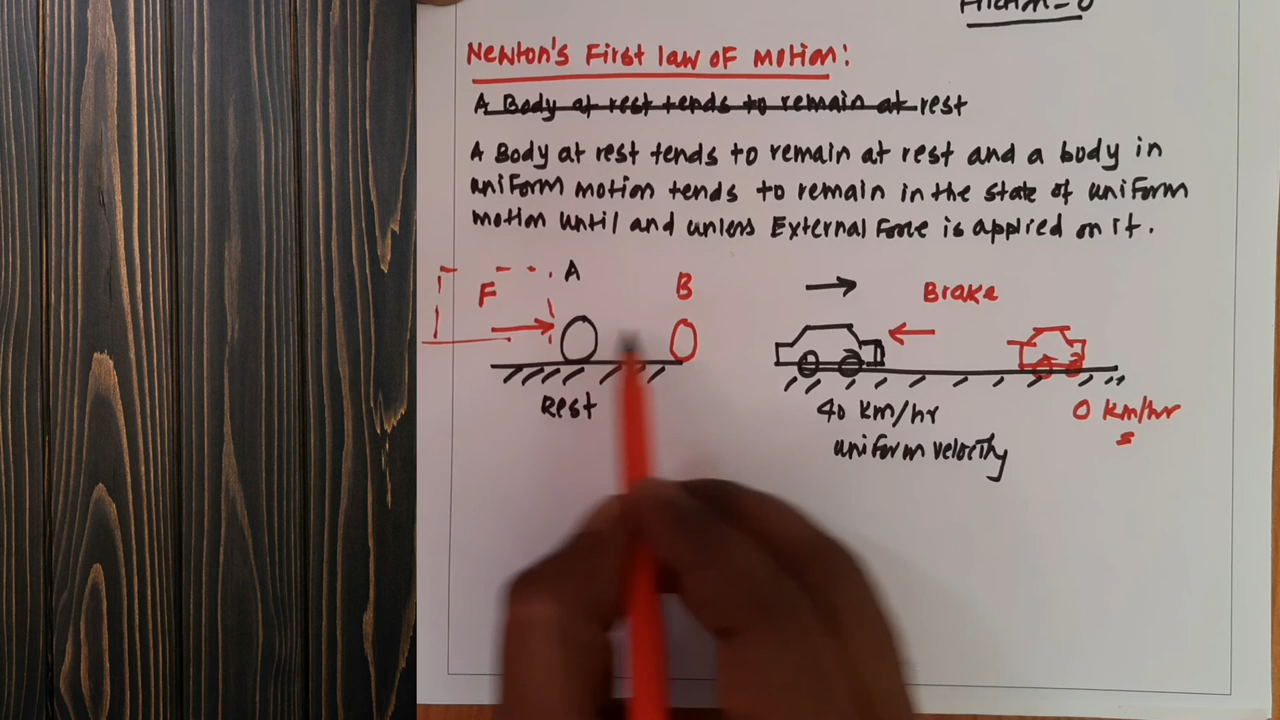 Newton's First law of motion:
A Body at rest tends to remain at rest
A Body at rest tends to remain at rest and a body in
uniform motion tends to remain in the state of uniform
motion until and unless External Force is applied on it.
A
F
B
Brake
Rest
40 km/hr
uniform velocity
0 km/hr
s